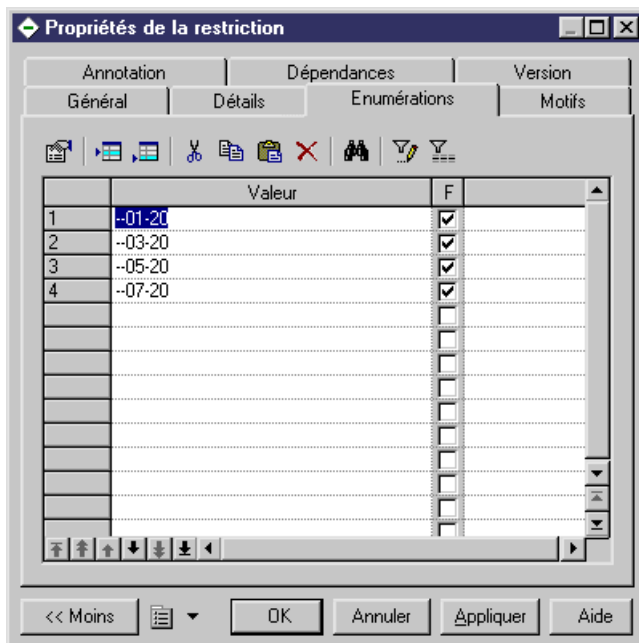 Propriétés de la restriction
Annotation Dépendances Version
Général Détails Enumérations Motifs
Valeur F
1 --01-20
2 --03-20
3 --05-20
4 --07-20
<< Moins OK Annuler Appliquer Aide